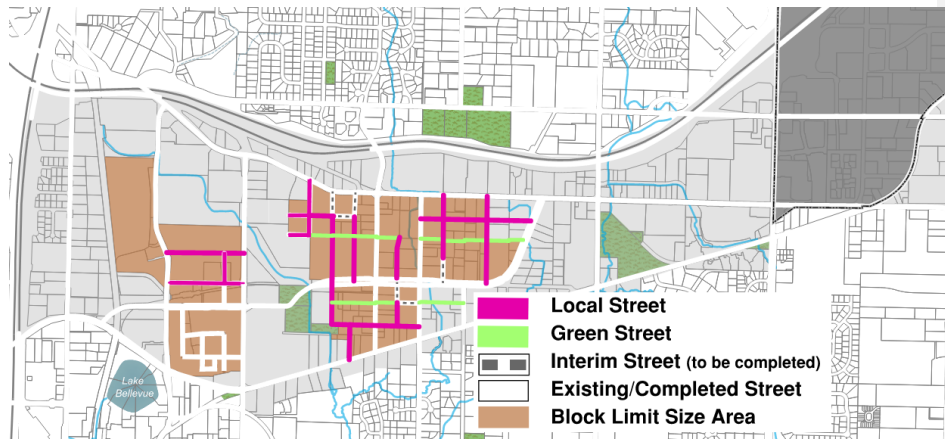 Lake
Bellevue
Local Street
Green Street
Interim Street (to be completed)
Existing/Completed Street
Block Limit Size Area